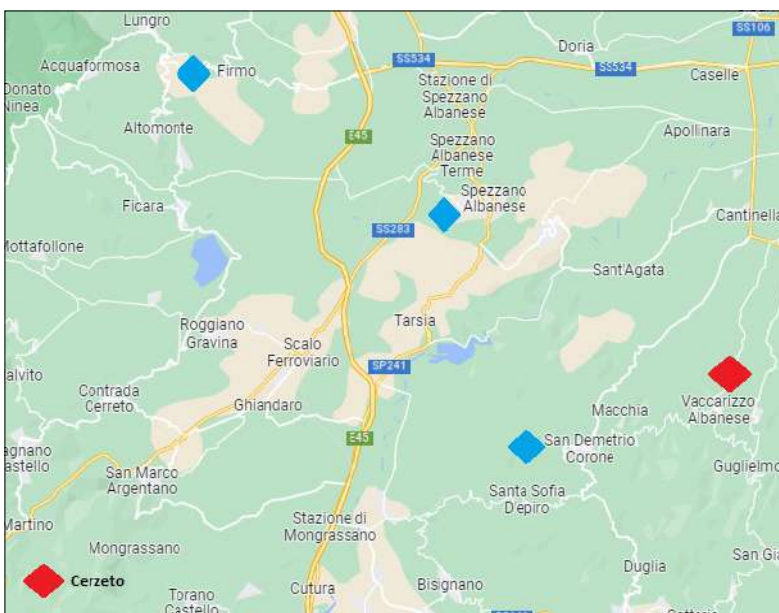 Lungro
SS106
Doria
Acquaformosa
Firmo
SS534
SS534
Caselle
Donato
Ninea
Stazione di
Spezzano
Albanese
Altomonte
E45
Apollinara
Spezzano
Albanese
Terme
Spezzano
Albanese
Ficara
Cantinella
SS283
Mottafollone
Sant'Agata
Roggiano
Gravina
Tarsia
Scalo
Ferroviario
SP241
Contrada
Cerreto
Ghiandaro
Macchia
Vaccarizzo
Albanese
E45
San Demetrio
Corone
San Marco
Argentano
Guglielmo
Santa Sofia
D'epiro
Stazione di
Mongrassano
Martino
Mongrassano
Duglia
San Gia
Cerzeto
Torano
Castello
Cutura
Bisignano